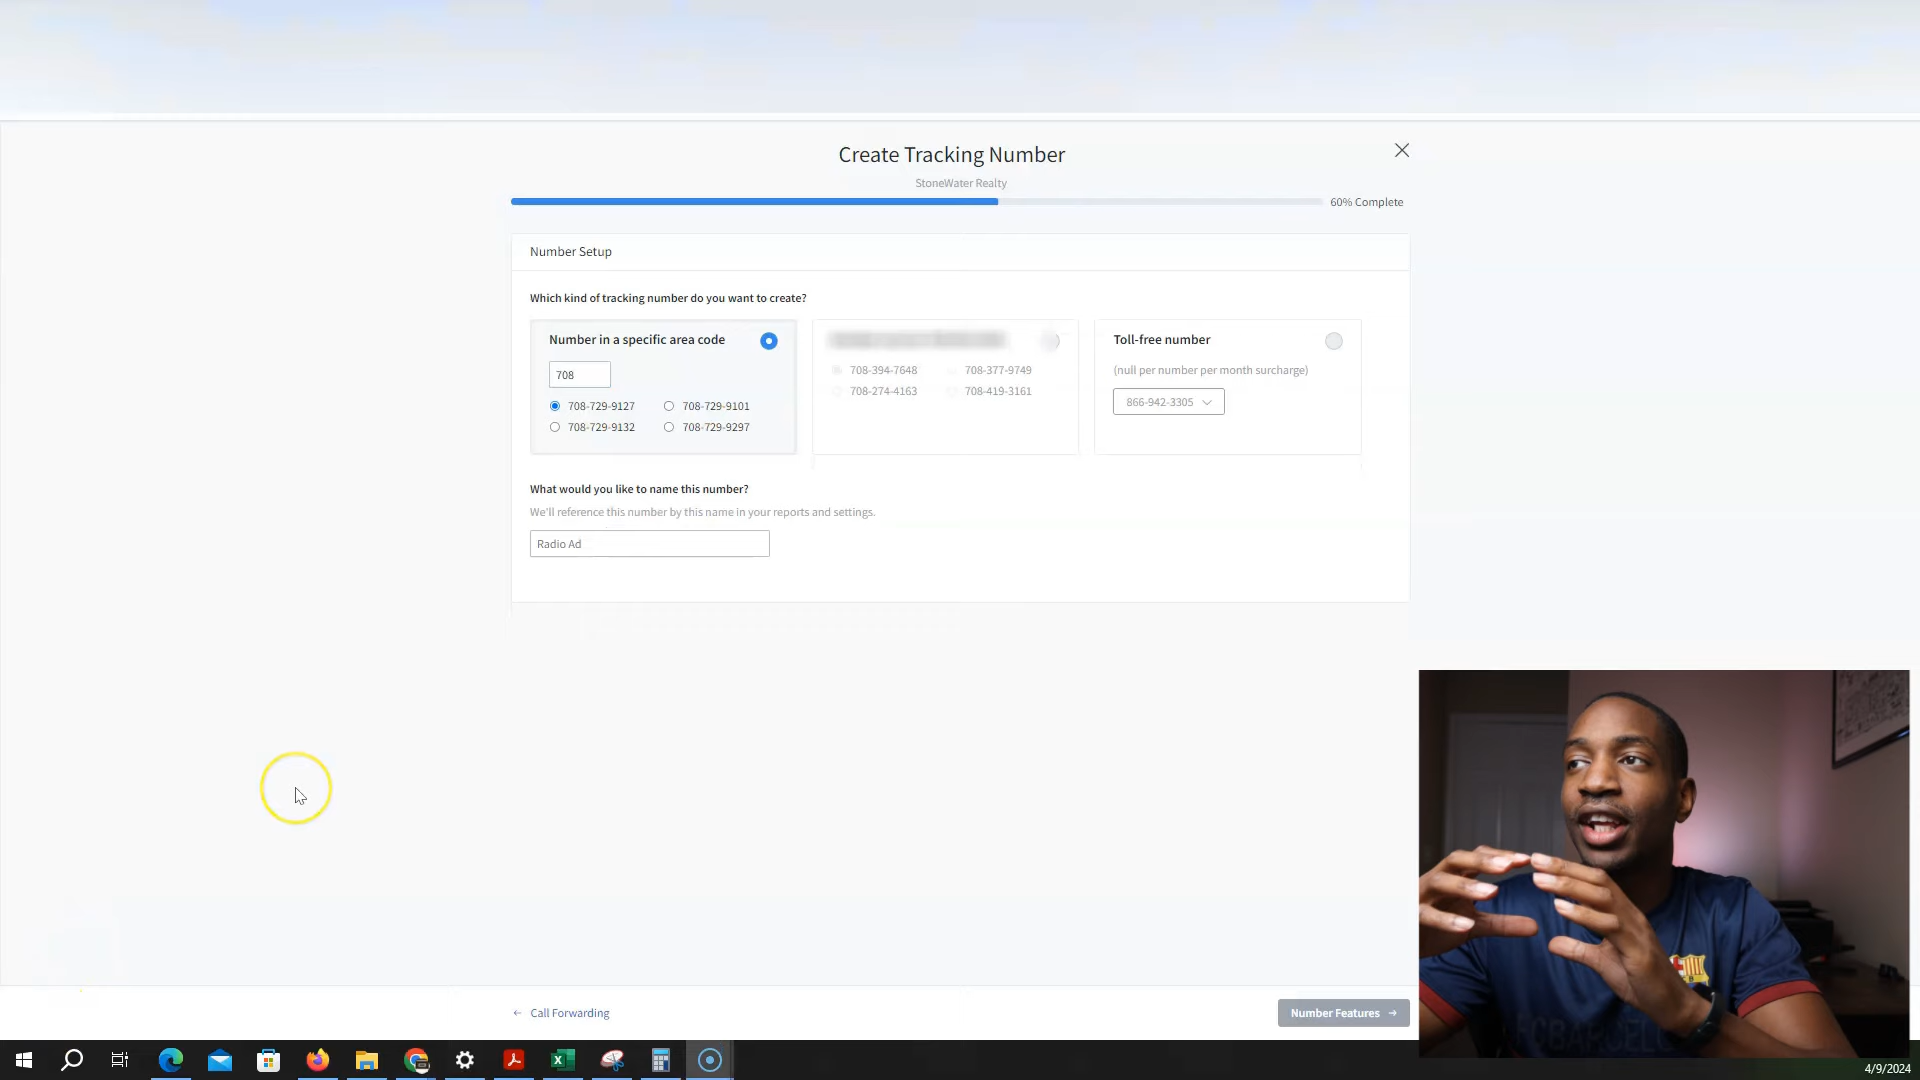 Create Tracking Number
StoneWater Realty
60% Complete
Number Setup
Which kind of tracking number do you want to create?
Number in a specific area code
708
708-729-9127
708-729-9101
708-729-9132
708-729-9297
708-394-7648
708-377-9749
708-274-4163
708-419-3161
Toll-free number
(null per number per month surcharge)
866-942-3305
What would you like to name this number?
We'll reference this number by this name in your reports and settings.
Radio Ad
← Call Forwarding
Number Features →
4/9/2024